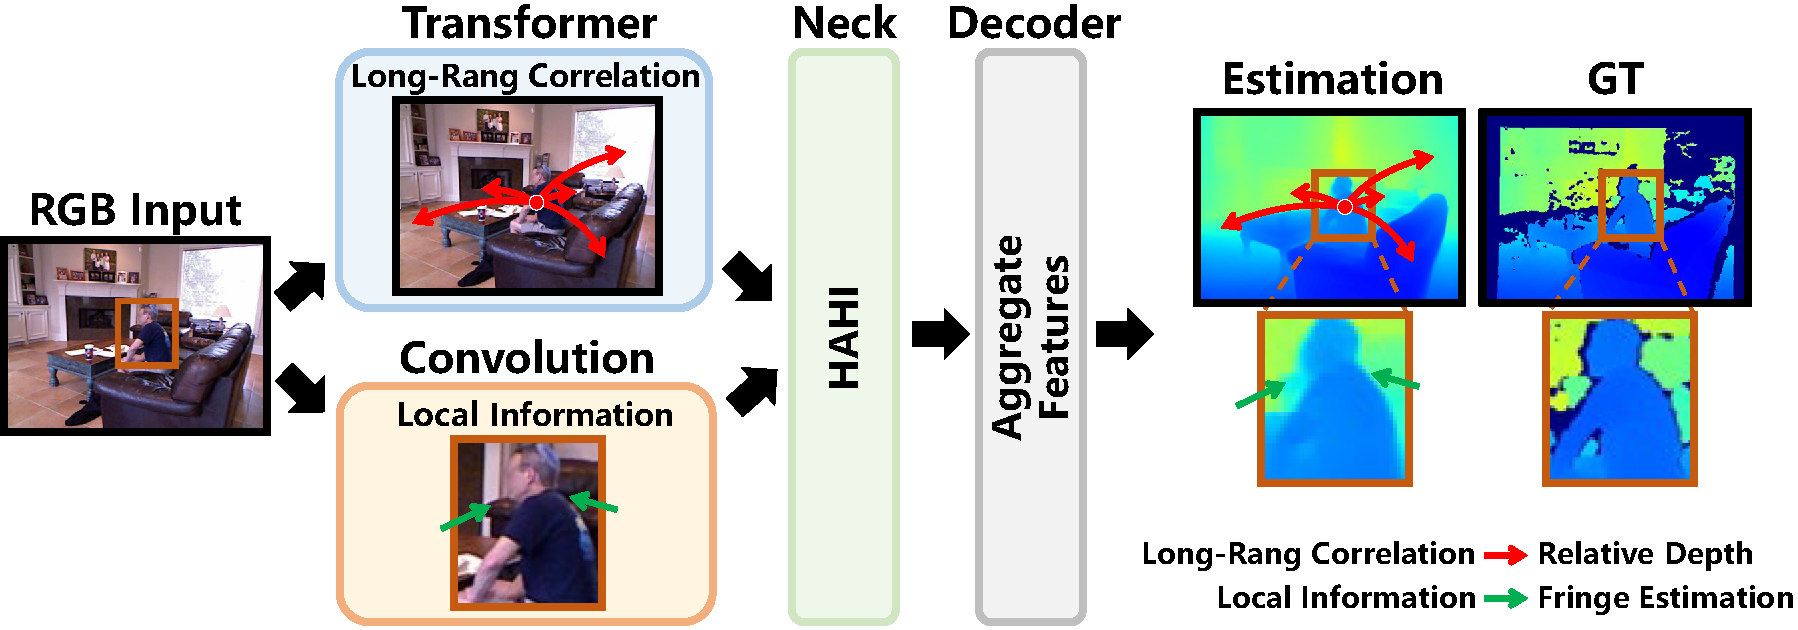 RGB Input
Transformer
Long-Rang Correlation
Convolution
Local Information
Neck
HAHI
Decoder
Aggregate
Features
Estimation
GT
Long-Rang Correlation → Relative Depth
Local Information → Fringe Estimation